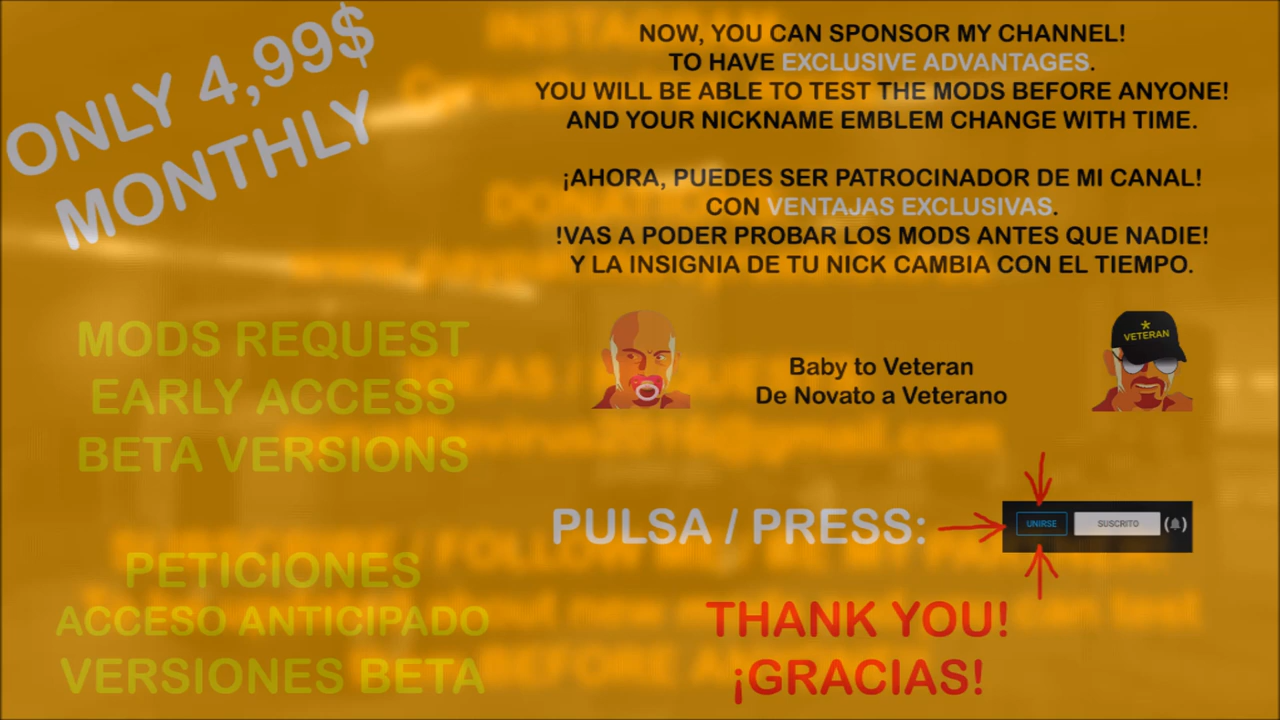 ONLY 4,99$
MONTHLY
NOW, YOU CAN SPONSOR MY CHANNEL!
TO HAVE EXCLUSIVE ADVANTAGES.
YOU WILL BE ABLE TO TEST THE MODS BEFORE ANYONE!
AND YOUR NICKNAME EMBLEM CHANGE WITH TIME.
¡AHORA, PUEDES SER PATROCINADOR DE MI CANAL!
CON VENTAJAS EXCLUSIVAS.
!VAS A PODER PROBAR LOS MODS ANTES QUE NADIE!
Y LA INSIGNIA DE TU NICK CAMBIA CON EL TIEMPO.
MODS REQUEST
EARLY ACCESS
BETA VERSIONS
* VETERAN
Baby to Veteran
De Novato a Veterano
PULSA / PRESS:
UNIRSE
SUSCRITO
PETICIONES
ACCESO ANTICIPADO
VERSIONES BETA
THANK YOU!
¡GRACIAS!